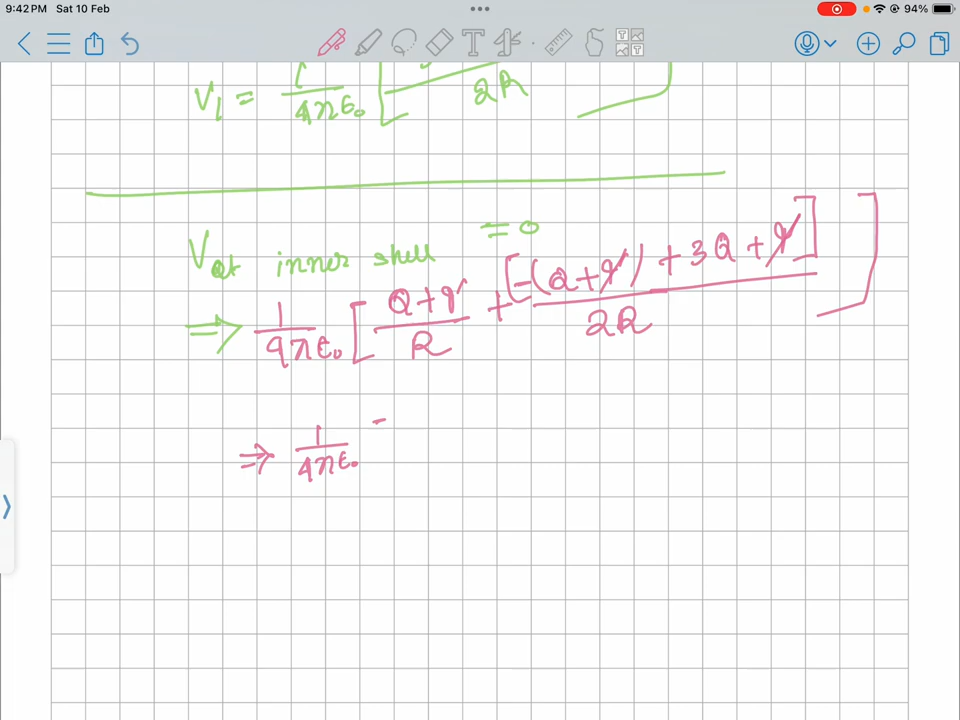 9:42 PM Sat 10 Feb 94%
V₁ = 1/4πε₀ [ /2R ]
V at inner shell = 0
⇒ 1/4πε₀ [ Q+q/R + [-(Q+q) + 3Q + q]/2R ]
⇒ 1/4πε₀